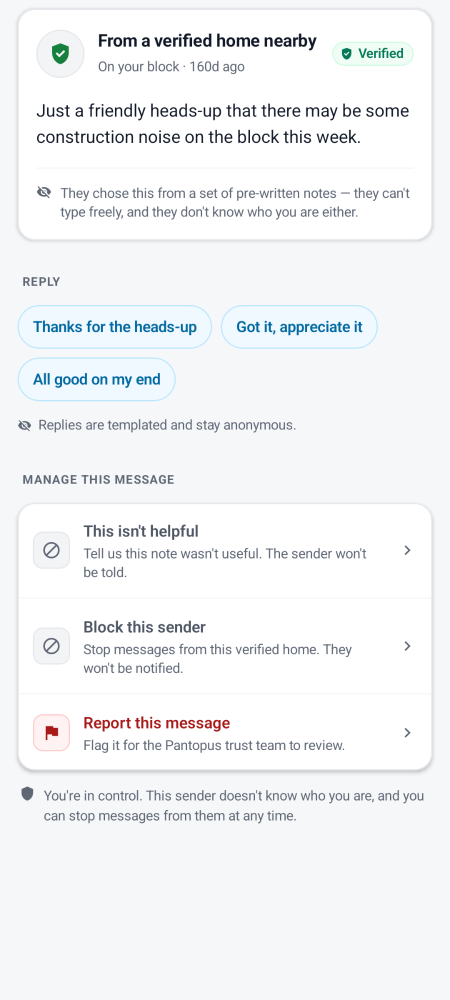 From a verified home nearby
On your block · 160d ago
Verified
Just a friendly heads-up that there may be some
construction noise on the block this week.
They chose this from a set of pre-written notes — they can't
type freely, and they don't know who you are either.
REPLY
Thanks for the heads-up
Got it, appreciate it
All good on my end
Replies are templated and stay anonymous.
MANAGE THIS MESSAGE
This isn't helpful
Tell us this note wasn't useful. The sender won't
be told.
Block this sender
Stop messages from this verified home. They
won't be notified.
Report this message
Flag it for the Pantopus trust team to review.
You're in control. This sender doesn't know who you are, and you
can stop messages from them at any time.